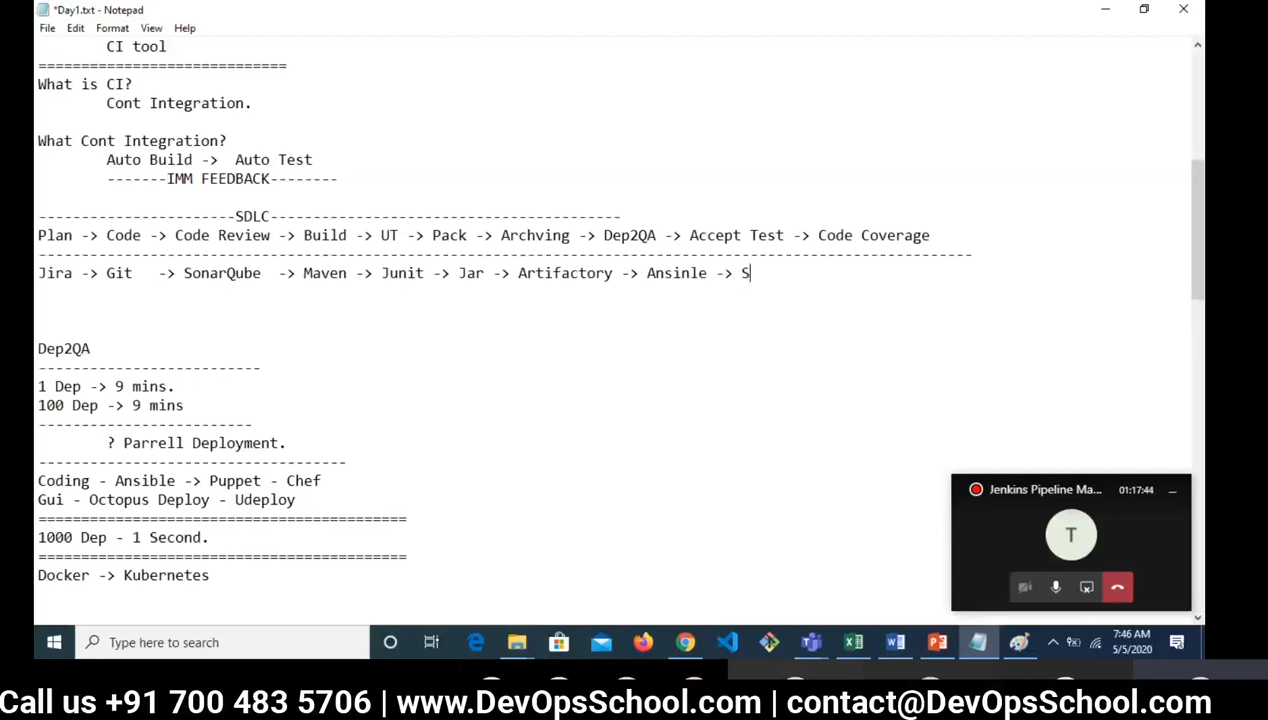 *Day1.txt - Notepad
File Edit Format View Help
CI tool
=============================
What is CI?
Cont Integration.
What Cont Integration?
Auto Build -> Auto Test
-------IMM FEEDBACK--------
-----------------------SDLC-----------------------------------------
Plan -> Code -> Code Review -> Build -> UT -> Pack -> Archving -> Dep2QA -> Accept Test -> Code Coverage
-------------------------------------------------------------------------------------------------------------
Jira -> Git -> SonarQube -> Maven -> Junit -> Jar -> Artifactory -> Ansinle -> S
Dep2QA
--------------------------
1 Dep -> 9 mins.
100 Dep -> 9 mins
-------------------------
? Parrell Deployment.
------------------------------------
Coding - Ansible -> Puppet - Chef
Gui - Octopus Deploy - Udeploy
===========================================
1000 Dep - 1 Second.
===========================================
Docker -> Kubernetes
Jenkins Pipeline Ma... 01:17:44
T
Type here to search
7:46 AM
5/5/2020
Call us +91 700 483 5706 | www.DevOpsSchool.com | contact@DevOpsSchool.com